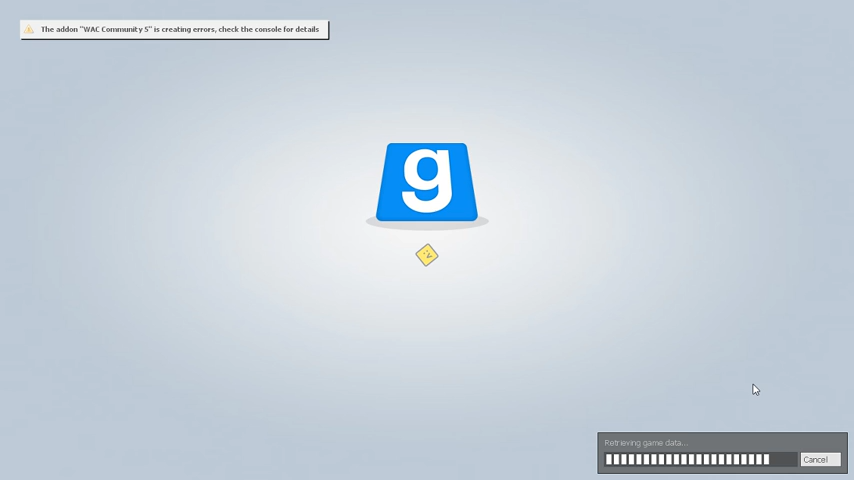 The addon "WAC Community 5" is creating errors, check the console for details
g
Retrieving game data...
Cancel